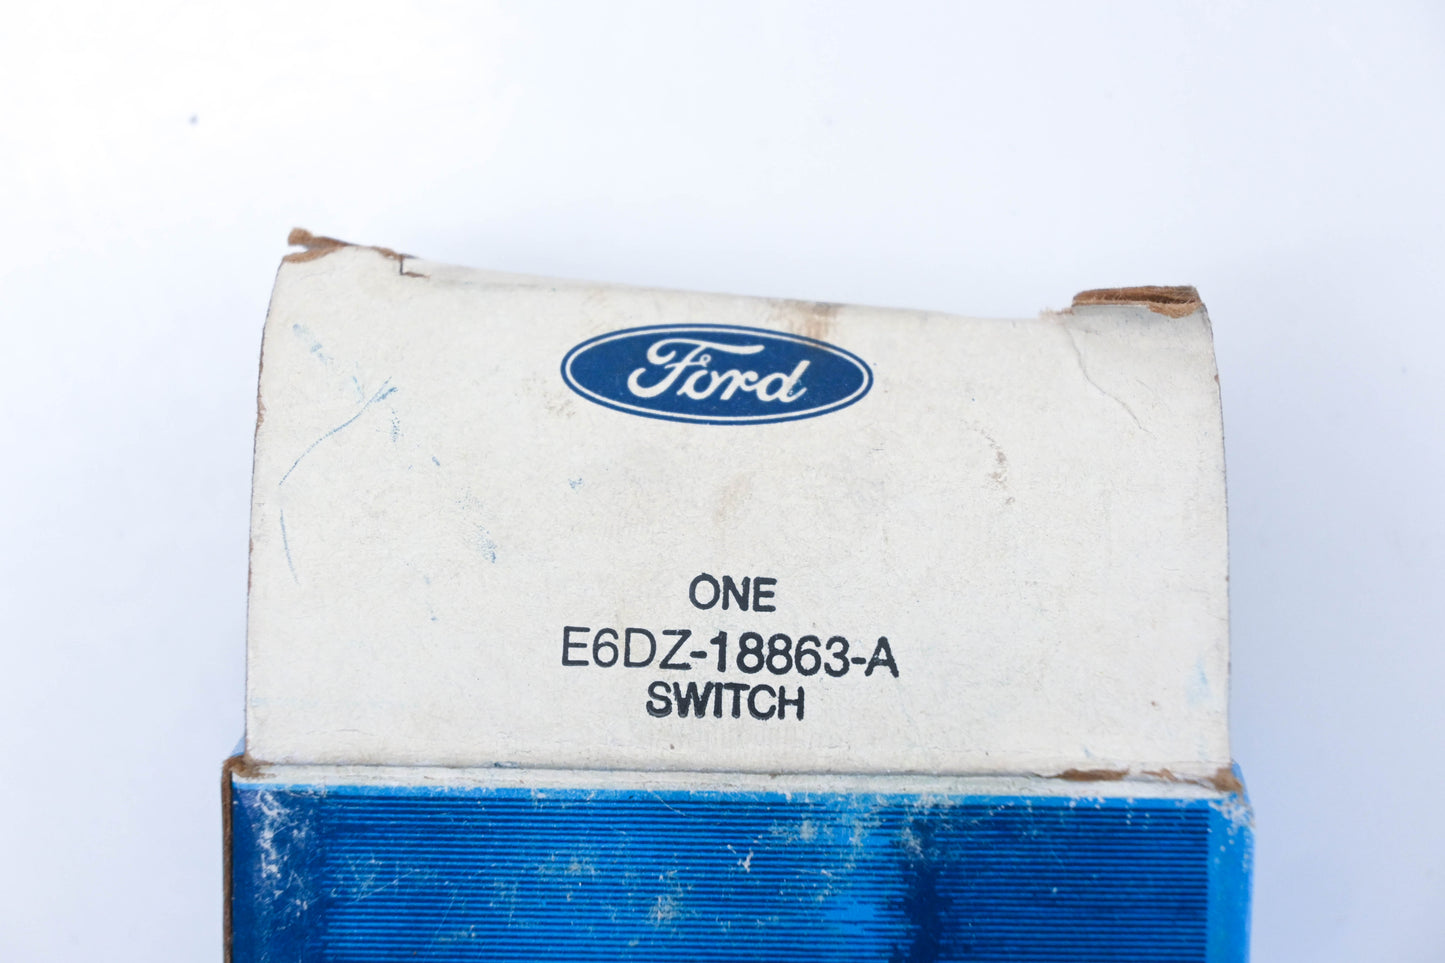 Ford
ONE
E6DZ-18863-A
SWITCH